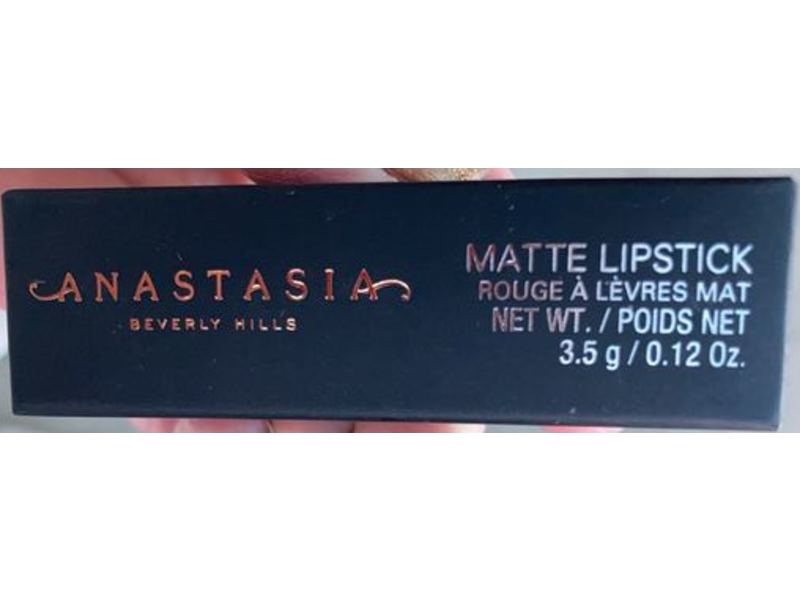 ANASTASIA
BEVERLY HILLS
MATTE LIPSTICK
ROUGE À LÈVRES MAT
NET WT. / POIDS NET
3.5 g / 0.12 Oz.